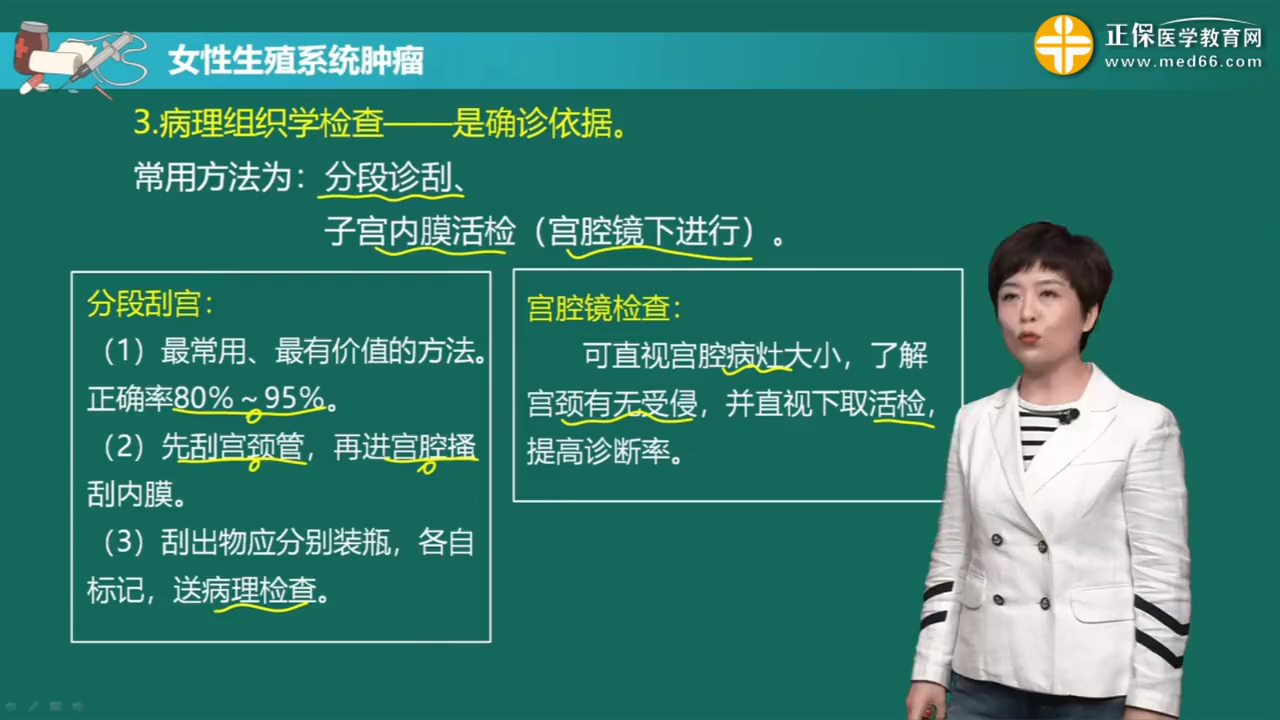 女性生殖系统肿瘤
正保医学教育网
www.med66.com
3.病理组织学检查——是确诊依据。
常用方法为：分段诊刮、
子宫内膜活检（宫腔镜下进行）。
分段刮宫：
（1）最常用、最有价值的方法。
正确率80%～95%。
（2）先刮宫颈管，再进宫腔搔
刮内膜。
（3）刮出物应分别装瓶，各自
标记，送病理检查。
宫腔镜检查：
可直视宫腔病灶大小，了解
宫颈有无受侵，并直视下取活检，
提高诊断率。